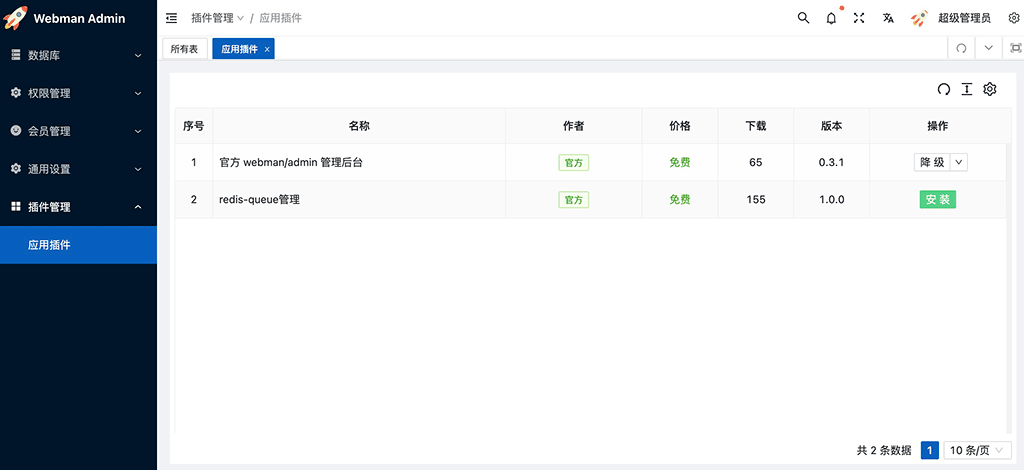 Webman Admin
数据库
权限管理
会员管理
通用设置
插件管理
应用插件
插件管理 / 应用插件
超级管理员
所有表 应用插件 ×
序号 名称 作者 价格 下载 版本 操作
1 官方 webman/admin 管理后台 官方 免费 65 0.3.1 降 级
2 redis-queue管理 官方 免费 155 1.0.0 安 装
共 2 条数据 1 10 条/页